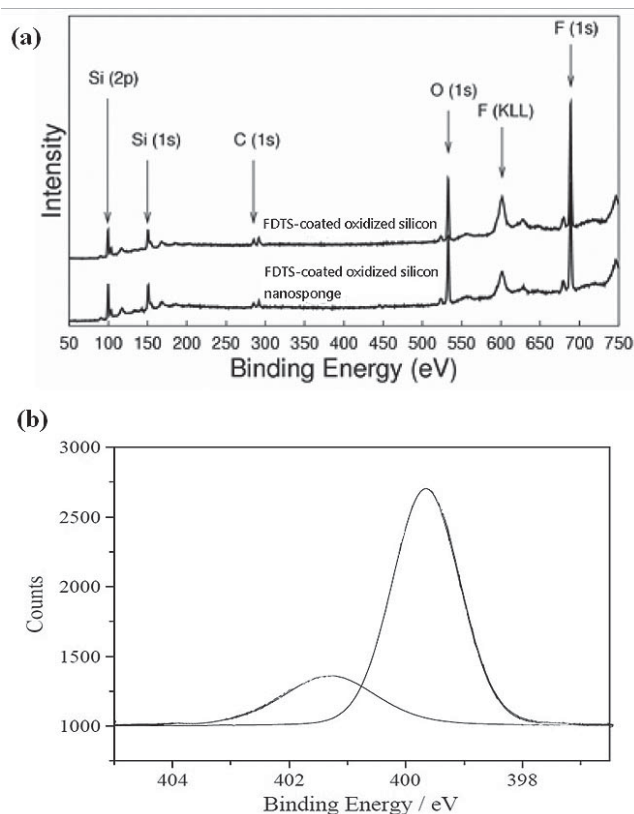 (a)
F (1s)
Si (2p)
O (1s)
F (KLL)
Si (1s)
C (1s)
Intensity
FDTS-coated oxidized silicon
FDTS-coated oxidized silicon
nanosponge
50 100 150 200 250 300 350 400 450 500 550 600 650 700 750
Binding Energy (eV)
(b)
3000
2500
2000
1500
1000
Counts
404 402 400 398
Binding Energy / eV